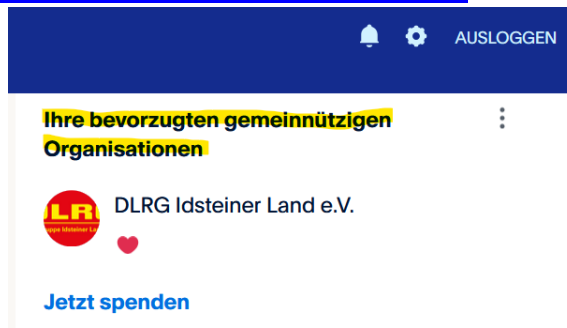 AUSLOGGEN
Ihre bevorzugten gemeinnützigen
Organisationen
DLRG Idsteiner Land e.V.
Jetzt spenden